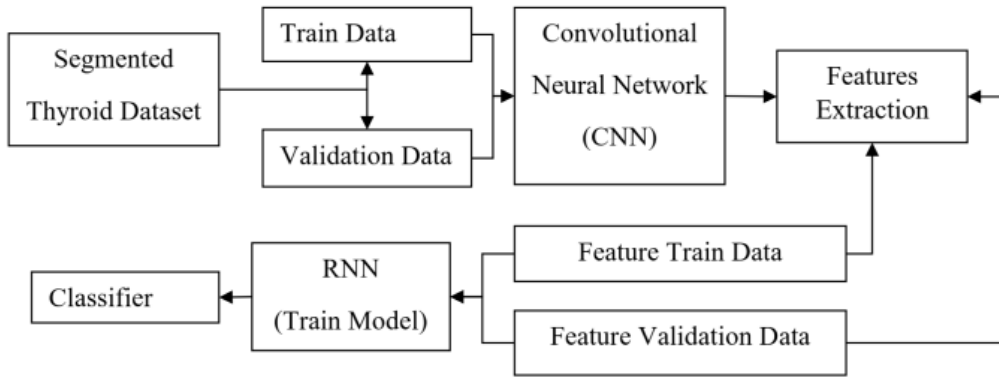 Segmented
Thyroid Dataset
Train Data
Validation Data
Convolutional
Neural Network
(CNN)
Features
Extraction
Feature Train Data
Feature Validation Data
RNN
(Train Model)
Classifier